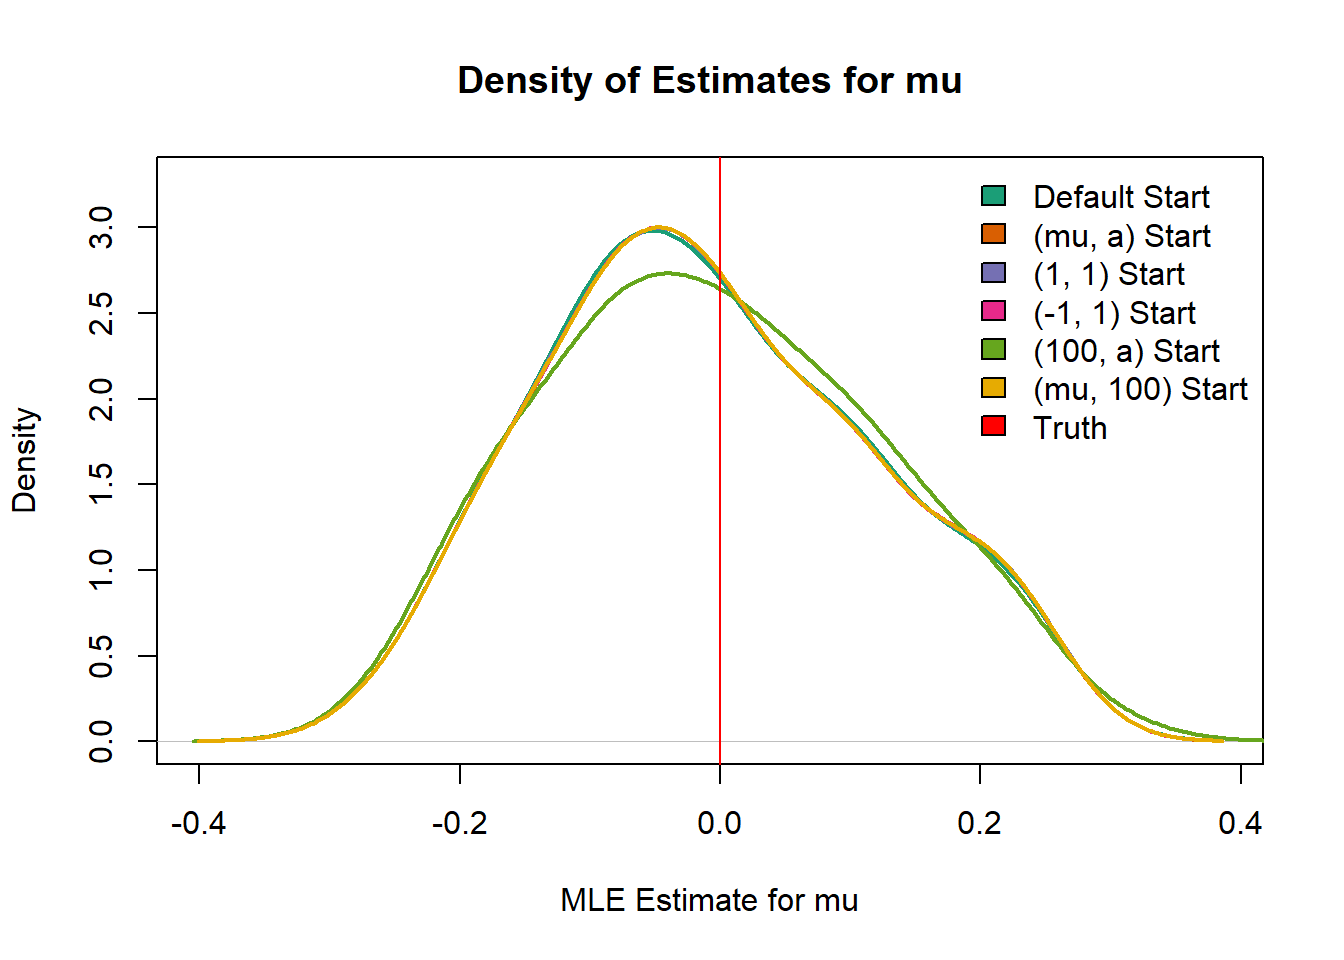 Density of Estimates for mu
Default Start
(mu, a) Start
(1, 1) Start
(-1, 1) Start
(100, a) Start
(mu, 100) Start
Truth
Density
3.0
2.5
2.0
1.5
1.0
0.5
0.0
-0.4 -0.2 0.0 0.2 0.4
MLE Estimate for mu